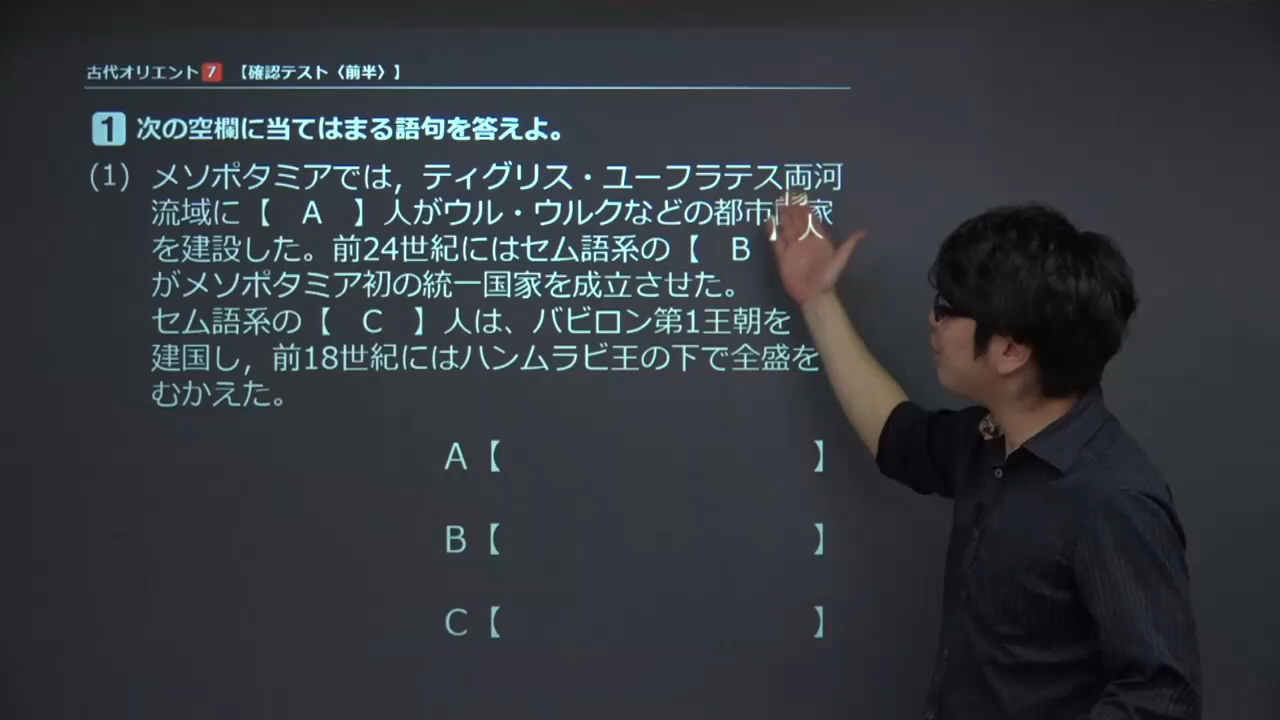 古代オリエント7 【確認テスト〈前半〉】
1 次の空欄に当てはまる語句を答えよ。
(1) メソポタミアでは，ティグリス・ユーフラテス両河
流域に【 A 】人がウル・ウルクなどの都市国家
を建設した。前24世紀にはセム語系の【 B 】人
がメソポタミア初の統一国家を成立させた。
セム語系の【 C 】人は、バビロン第1王朝を
建国し，前18世紀にはハンムラビ王の下で全盛を
むかえた。
A【 】
B【 】
C【 】